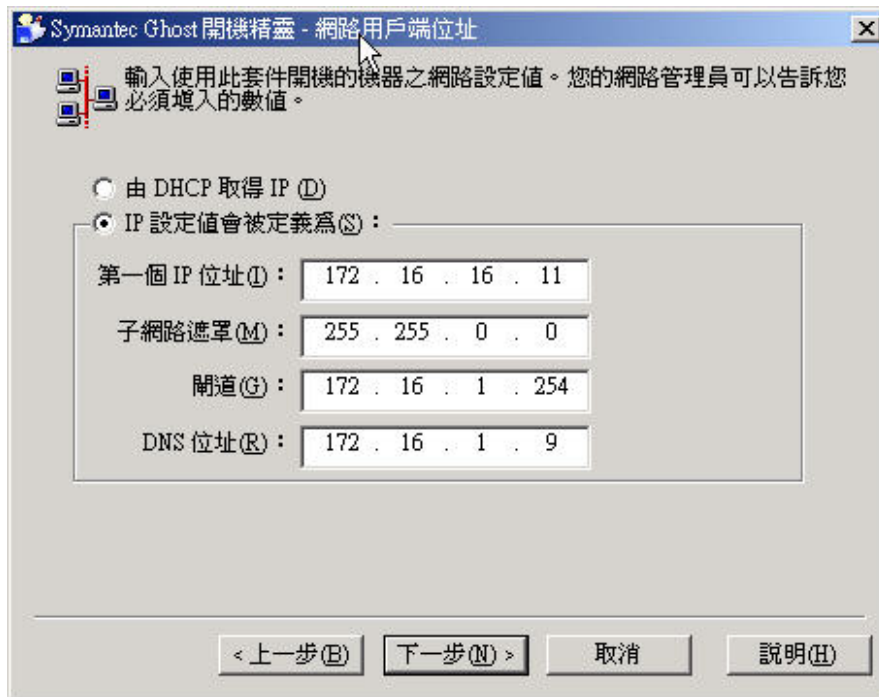 Symantec Ghost 開機精靈 - 網路用戶端位址
輸入使用此套件開機的機器之網路設定值。您的網路管理員可以告訴您
必須填入的數值。
由 DHCP 取得 IP (D)
IP 設定值會被定義為(S)：
第一個 IP 位址(I)： 172 . 16 . 16 . 11
子網路遮罩(M)： 255 . 255 . 0 . 0
閘道(G)： 172 . 16 . 1 . 254
DNS 位址(R)： 172 . 16 . 1 . 9
< 上一步(B) 下一步(N) > 取消 說明(H)